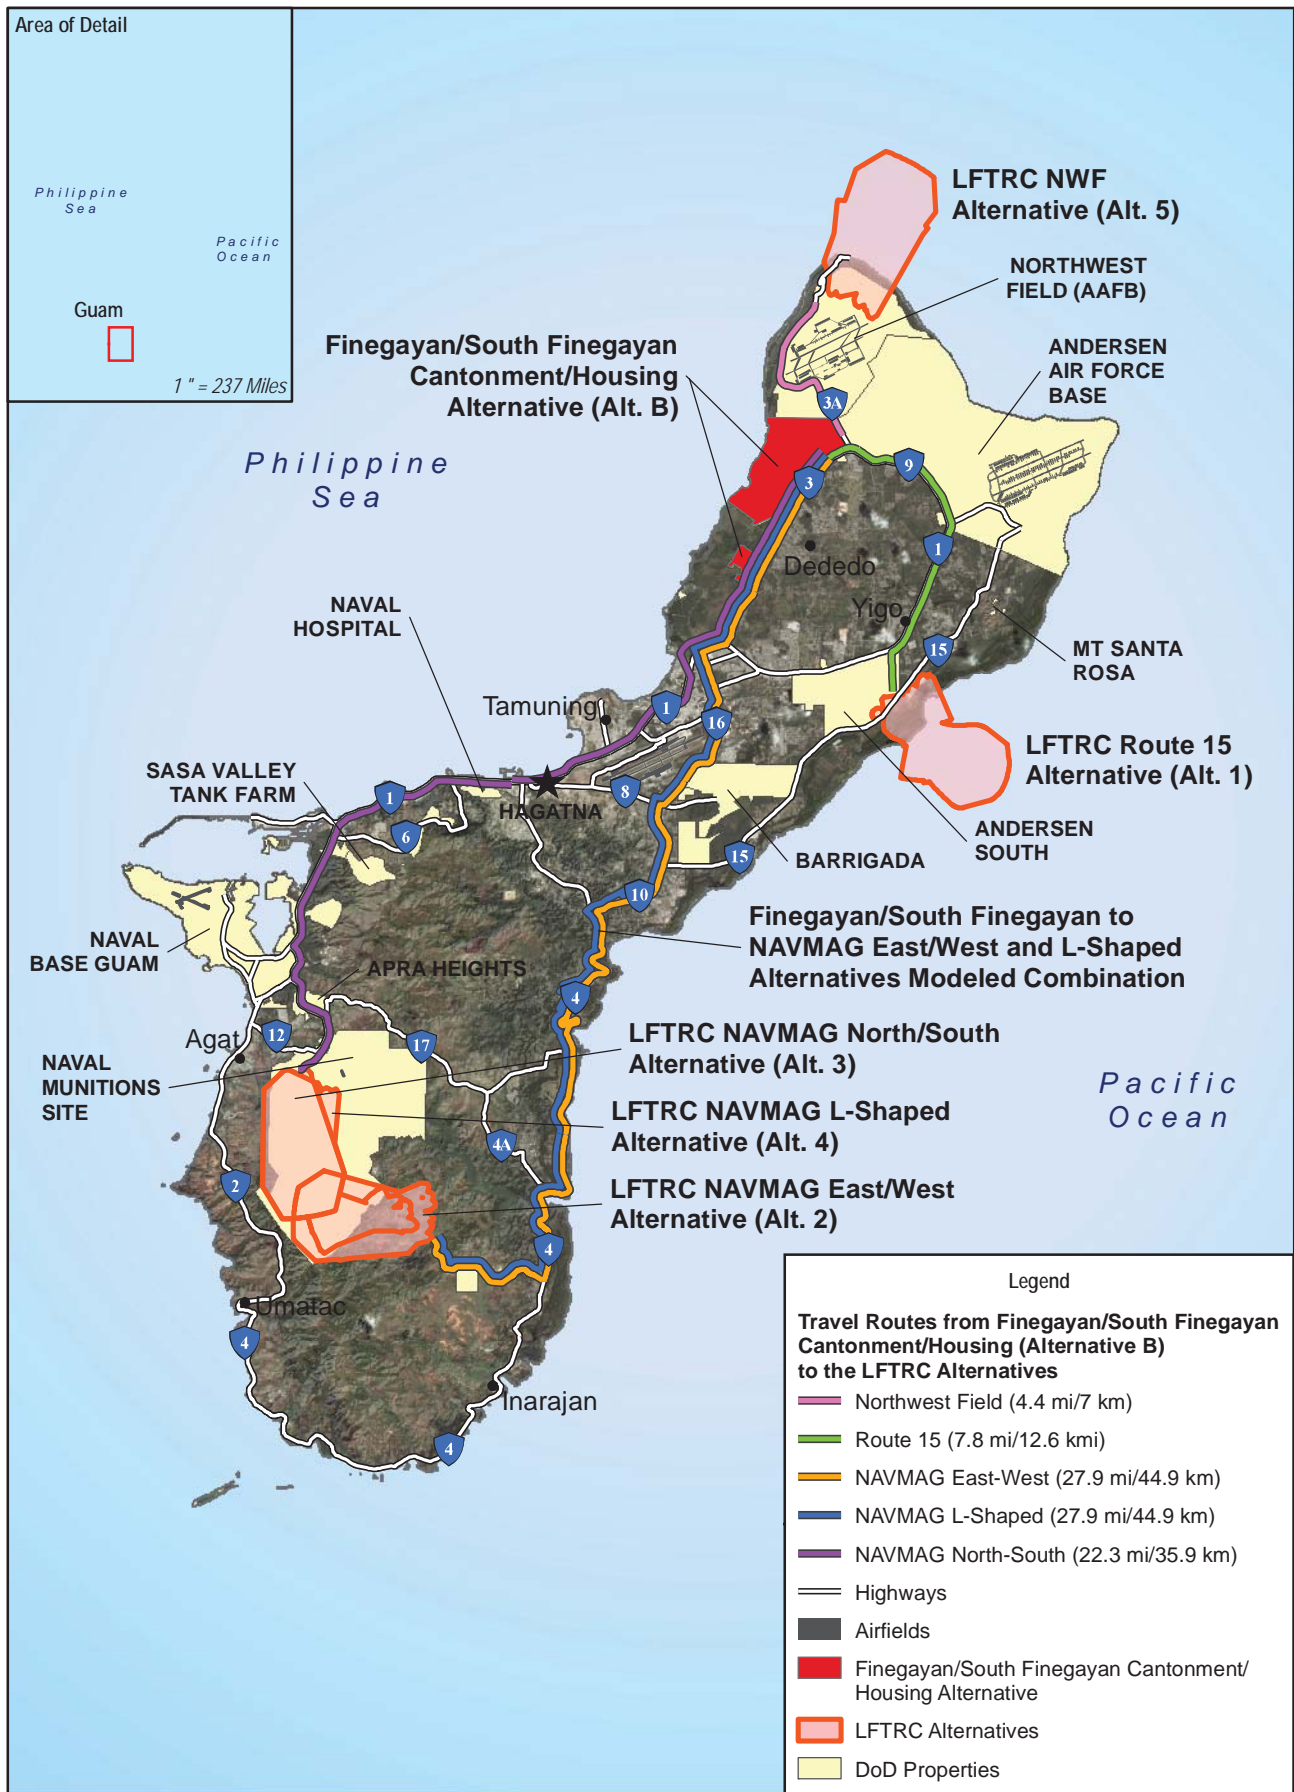 Area of Detail
Philippine
Sea
Pacific
Ocean
Guam
1 " = 237 Miles
LFTRC NWF
Alternative (Alt. 5)
NORTHWEST
FIELD (AAFB)
ANDERSEN
AIR FORCE
BASE
Finegayan/South Finegayan
Cantonment/Housing
Alternative (Alt. B)
3A
Philippine
Sea
9
3
1
Dededo
Yigo
NAVAL
HOSPITAL
15
MT SANTA
ROSA
Tamuning
1
16
LFTRC Route 15
Alternative (Alt. 1)
SASA VALLEY
TANK FARM
1
8
HAGATNA
6
ANDERSEN
SOUTH
15
BARRIGADA
10
Finegayan/South Finegayan to
NAVMAG East/West and L-Shaped
Alternatives Modeled Combination
NAVAL
BASE GUAM
APRA HEIGHTS
4
12
Agat
17
LFTRC NAVMAG North/South
Alternative (Alt. 3)
NAVAL
MUNITIONS
SITE
Pacific
Ocean
LFTRC NAVMAG L-Shaped
Alternative (Alt. 4)
4A
2
LFTRC NAVMAG East/West
Alternative (Alt. 2)
4
Umatac
4
Inarajan
4
Legend
Travel Routes from Finegayan/South Finegayan
Cantonment/Housing (Alternative B)
to the LFTRC Alternatives
Northwest Field (4.4 mi/7 km)
Route 15 (7.8 mi/12.6 kmi)
NAVMAG East-West (27.9 mi/44.9 km)
NAVMAG L-Shaped (27.9 mi/44.9 km)
NAVMAG North-South (22.3 mi/35.9 km)
Highways
Airfields
Finegayan/South Finegayan Cantonment/
Housing Alternative
LFTRC Alternatives
DoD Properties